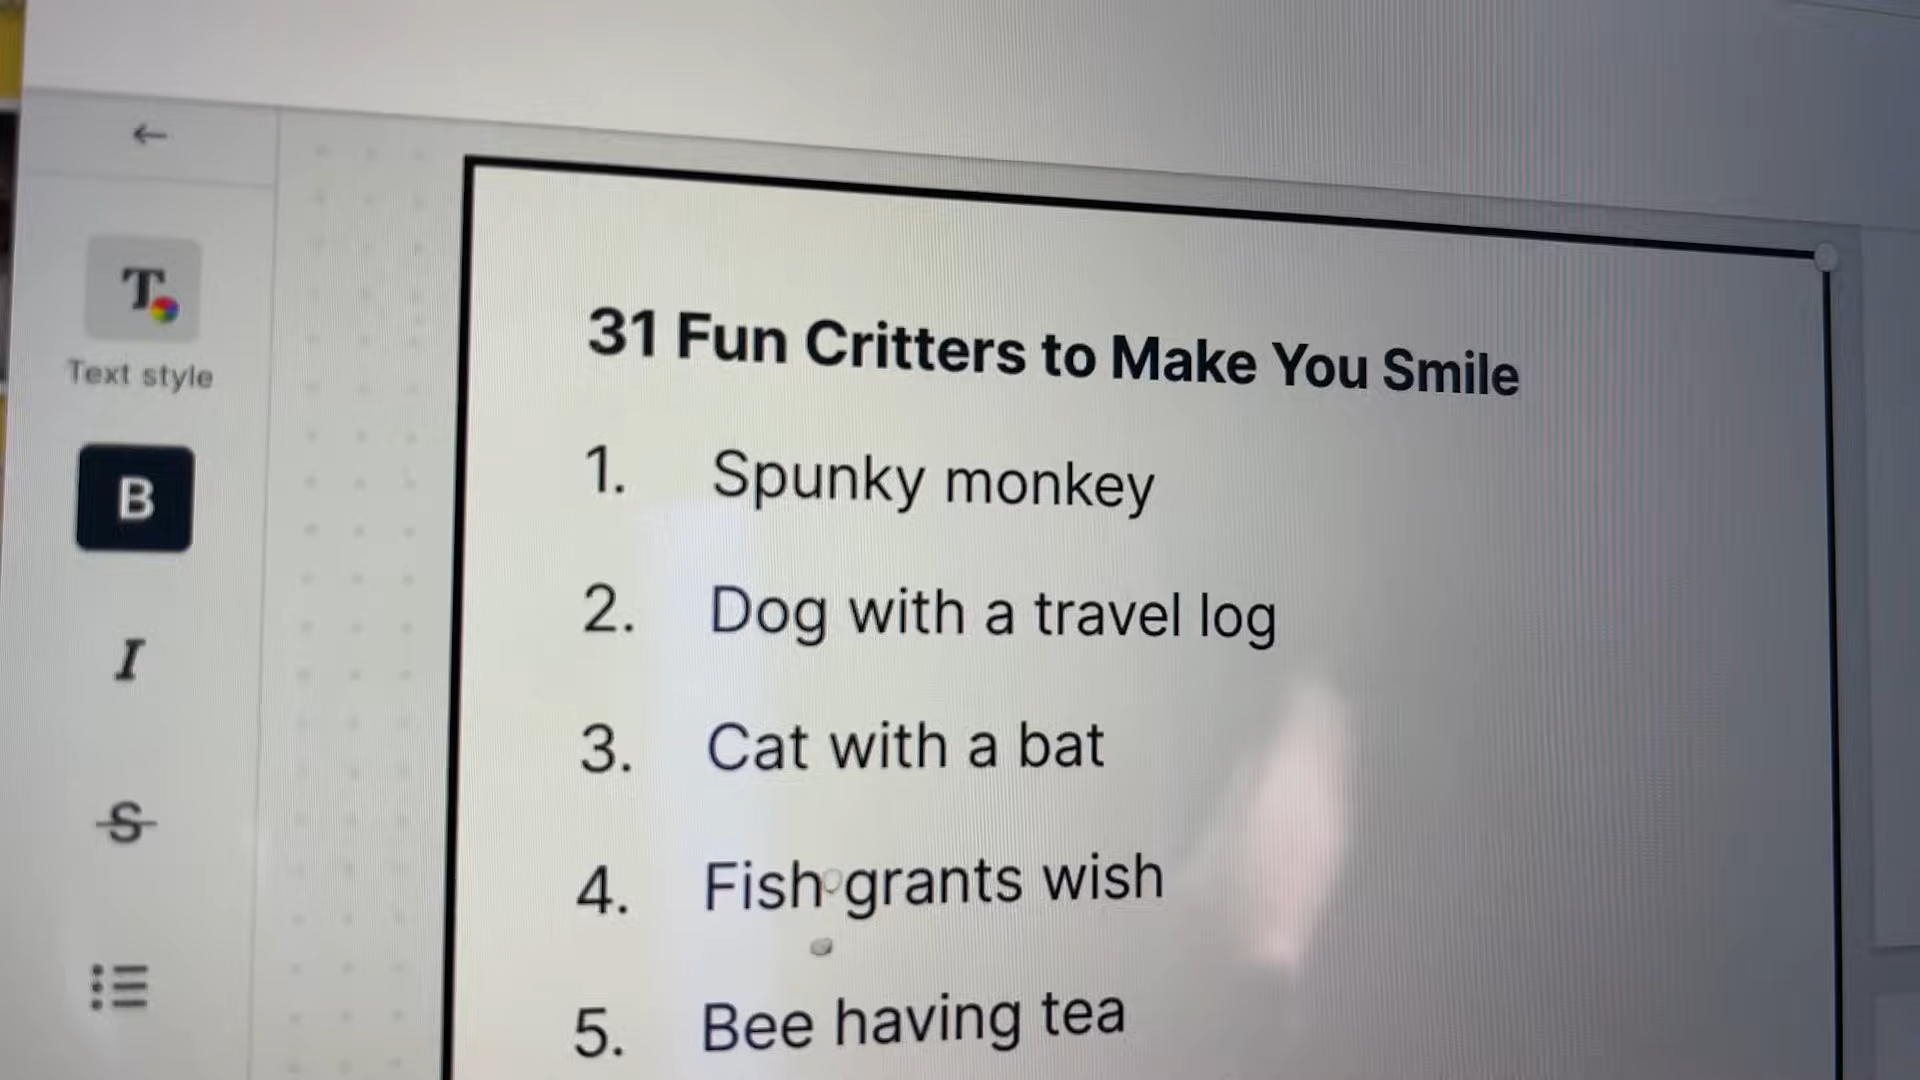 ←
T
Text style
B
I
S
31 Fun Critters to Make You Smile
1. Spunky monkey
2. Dog with a travel log
3. Cat with a bat
4. Fish grants wish
5. Bee having tea